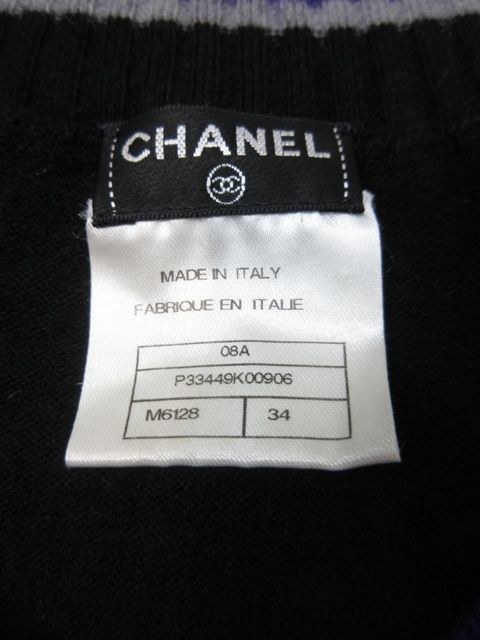 CHANEL
MADE IN ITALY
FABRIQUE EN ITALIE
08A
P33449K00906
M6128 34